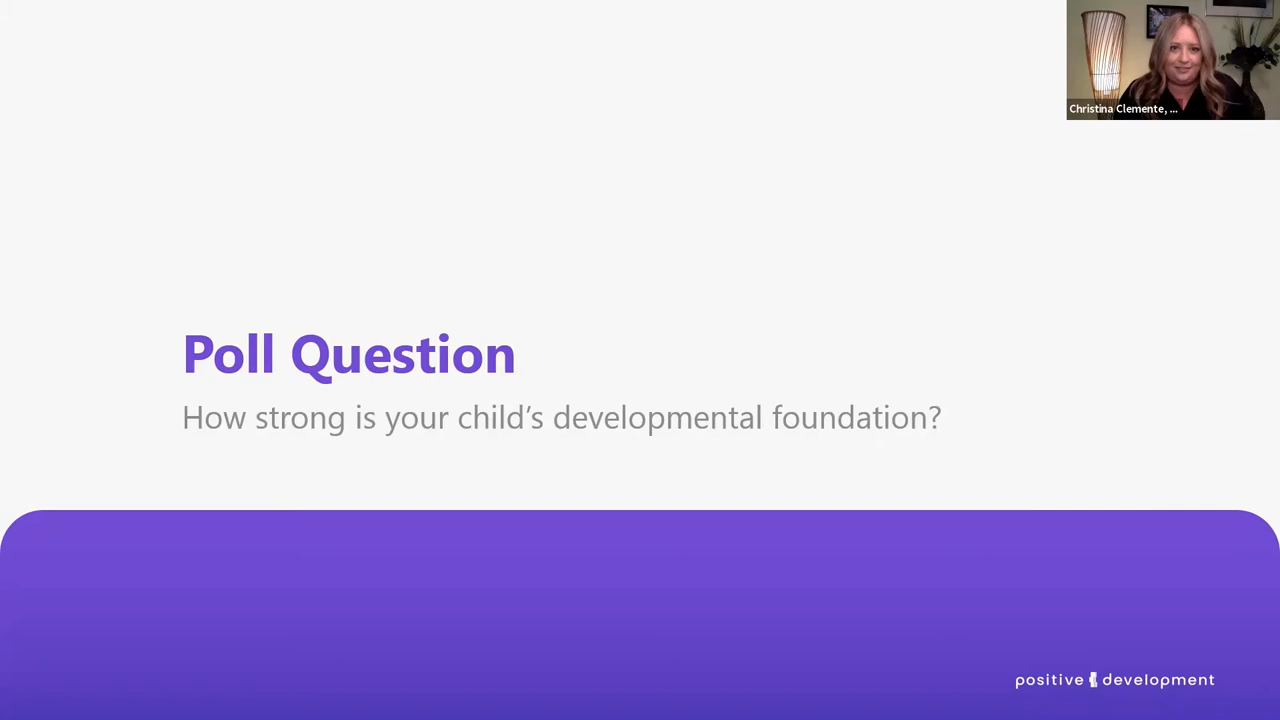 Christina Clemente, ...
Poll Question
How strong is your child’s developmental foundation?
positive development